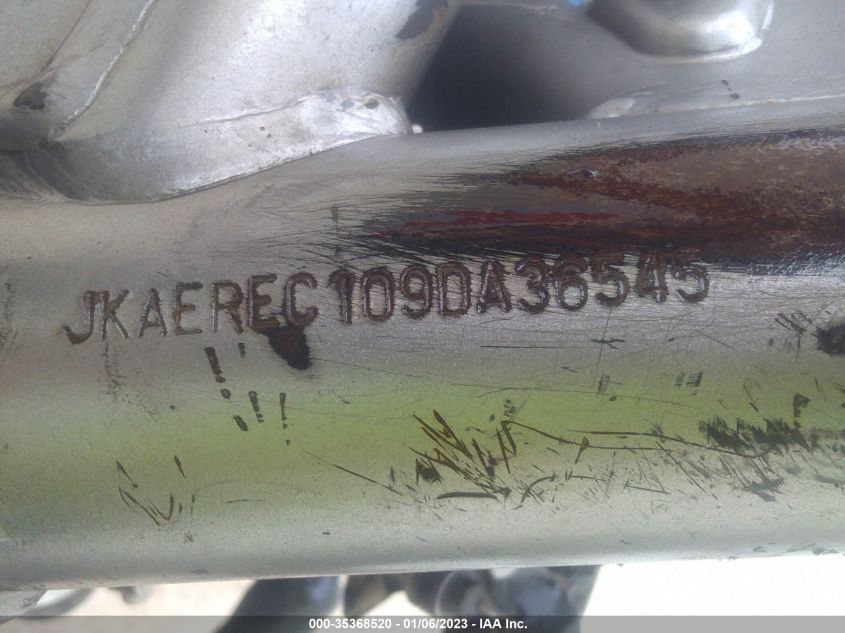 JKAEREC109DA36545
000-35368520 - 01/06/2023 - IAA Inc.